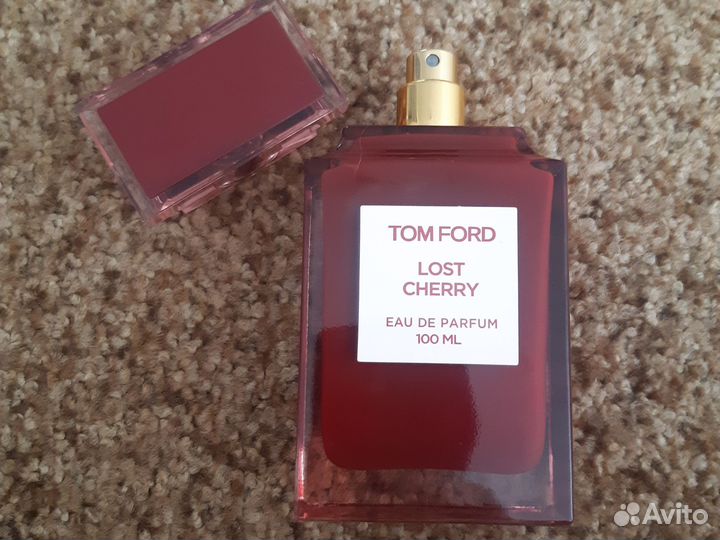 TOM FORD
LOST
CHERRY
EAU DE PARFUM
100 ML
Avito